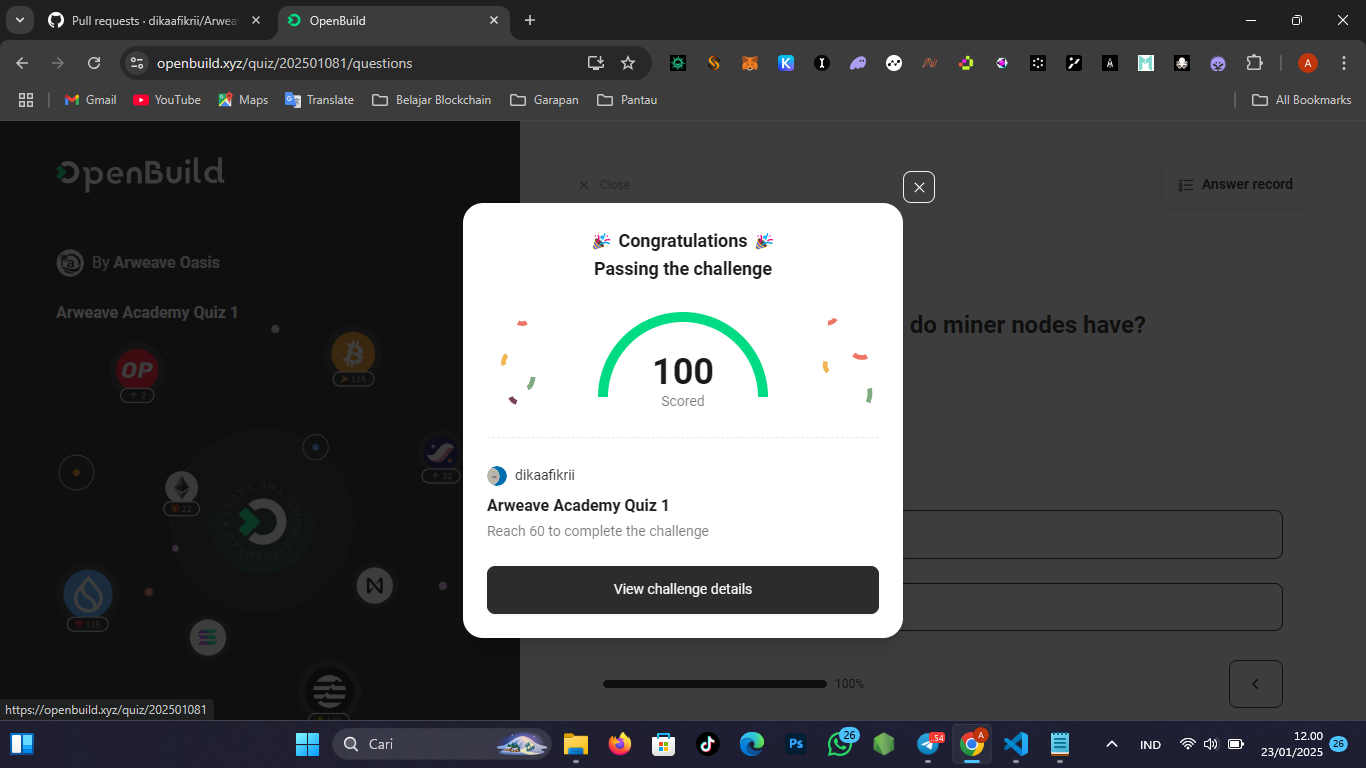 Pull requests · dikaafikrii/Arwea
OpenBuild
openbuild.xyz/quiz/202501081/questions
A
Gmail
YouTube
Maps
Translate
Belajar Blockchain
Garapan
Pantau
All Bookmarks
OpenBuild
By Arweave Oasis
Arweave Academy Quiz 1
OP
2
115
22
32
115
Close
Answer record
do miner nodes have?
🎉 Congratulations 🎉
Passing the challenge
100
Scored
dikaafikrii
Arweave Academy Quiz 1
Reach 60 to complete the challenge
View challenge details
100%
https://openbuild.xyz/quiz/202501081
Cari
Ps
26
54
A
IND
12.00
23/01/2025
26